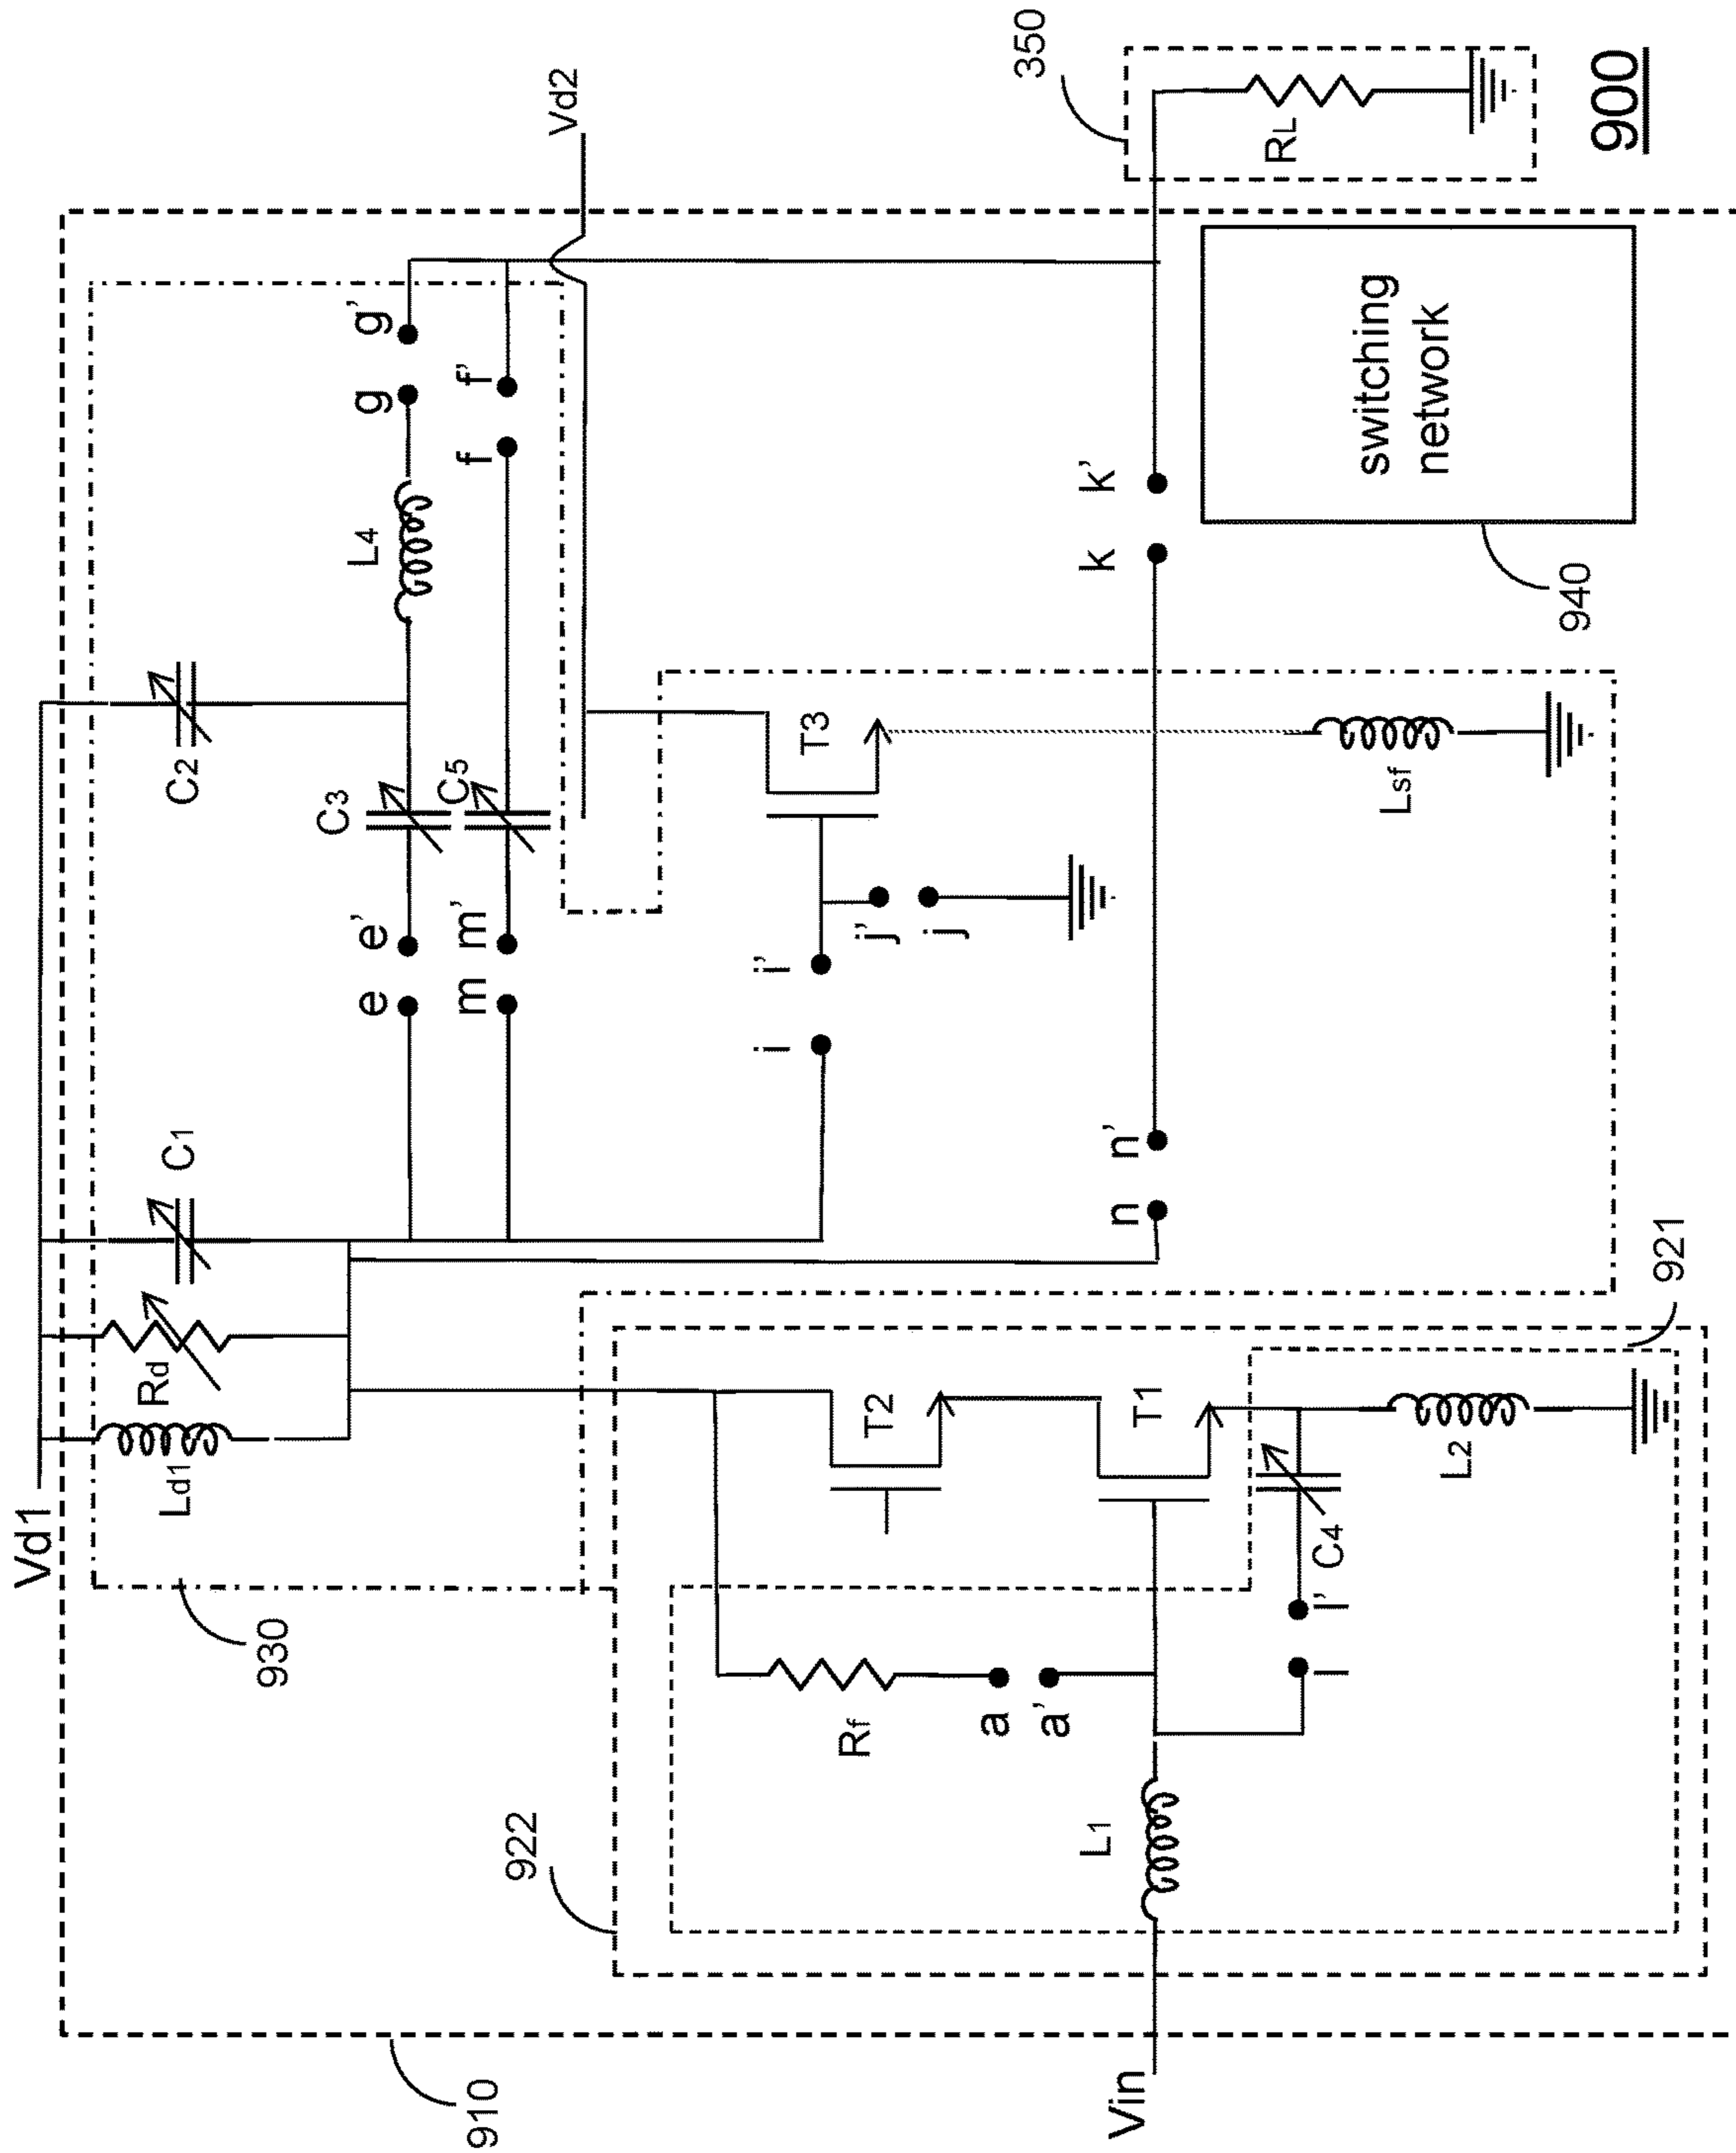 Vd1
Ld1
Rd
C1
C2
930
C3
L4
e
e'
g
g'
C5
m
m'
f
f'
Vd2
922
Rf
a
a'
T2
T1
i
i'
j'
j
T3
350
RL
910
Vin
L1
l
l'
C4
L2
921
n
n'
Lsf
k
k'
switching
network
940
900